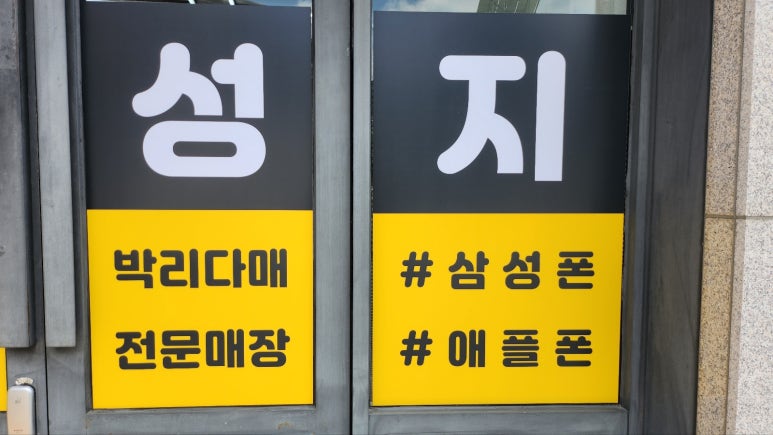 성지
박리다매
전문매장
# 삼성폰
# 애플폰